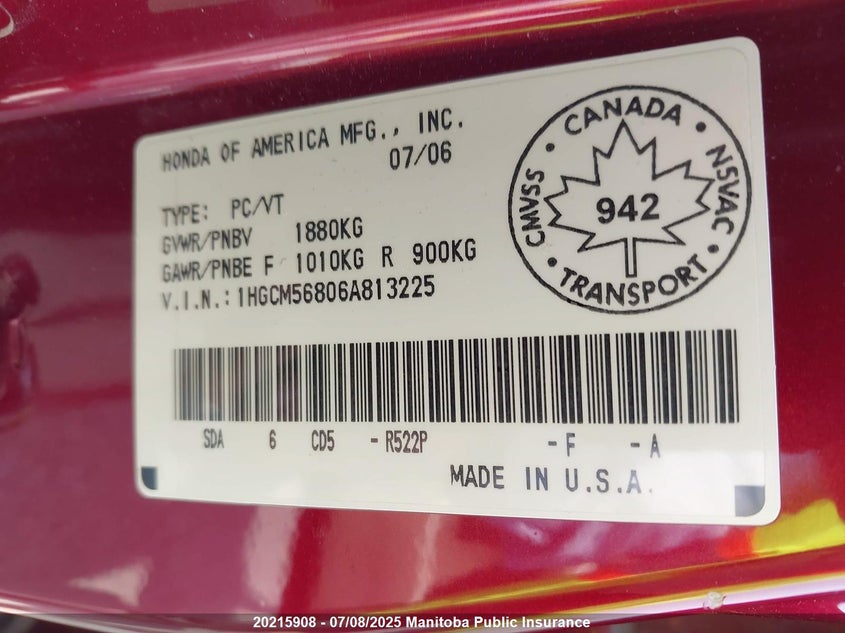 HONDA OF AMERICA MFG., INC.
07/06
TYPE: PC/VT
GVWR/PNBV 1880KG
GAWR/PNBE F 1010KG R 900KG
V.I.N.:1HGCM56806A813225
CANADA
CMVSS
942
NSVAC
TRANSPORT
SDA 6 CD5 -R522P -F -A
MADE IN U.S.A.
20215908 - 07/08/2025 Manitoba Public Insurance